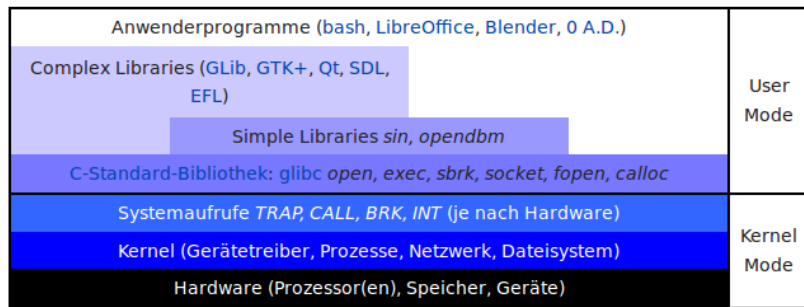 Anwenderprogramme (bash, LibreOffice, Blender, 0 A.D.)
Complex Libraries (GLib, GTK+, Qt, SDL,
EFL)
Simple Libraries sin, opendbm
C-Standard-Bibliothek: glibc open, exec, sbrk, socket, fopen, calloc
User
Mode
Systemaufrufe TRAP, CALL, BRK, INT (je nach Hardware)
Kernel (Gerätetreiber, Prozesse, Netzwerk, Dateisystem)
Hardware (Prozessor(en), Speicher, Geräte)
Kernel
Mode